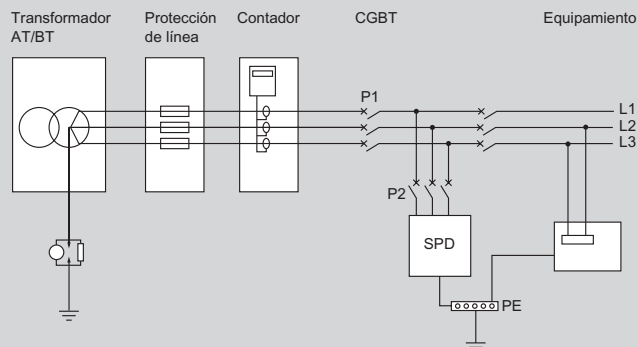 Transformador
AT/BT
Protección
de línea
Contador
CGBT
Equipamiento
P1
L1
L2
L3
P2
SPD
PE